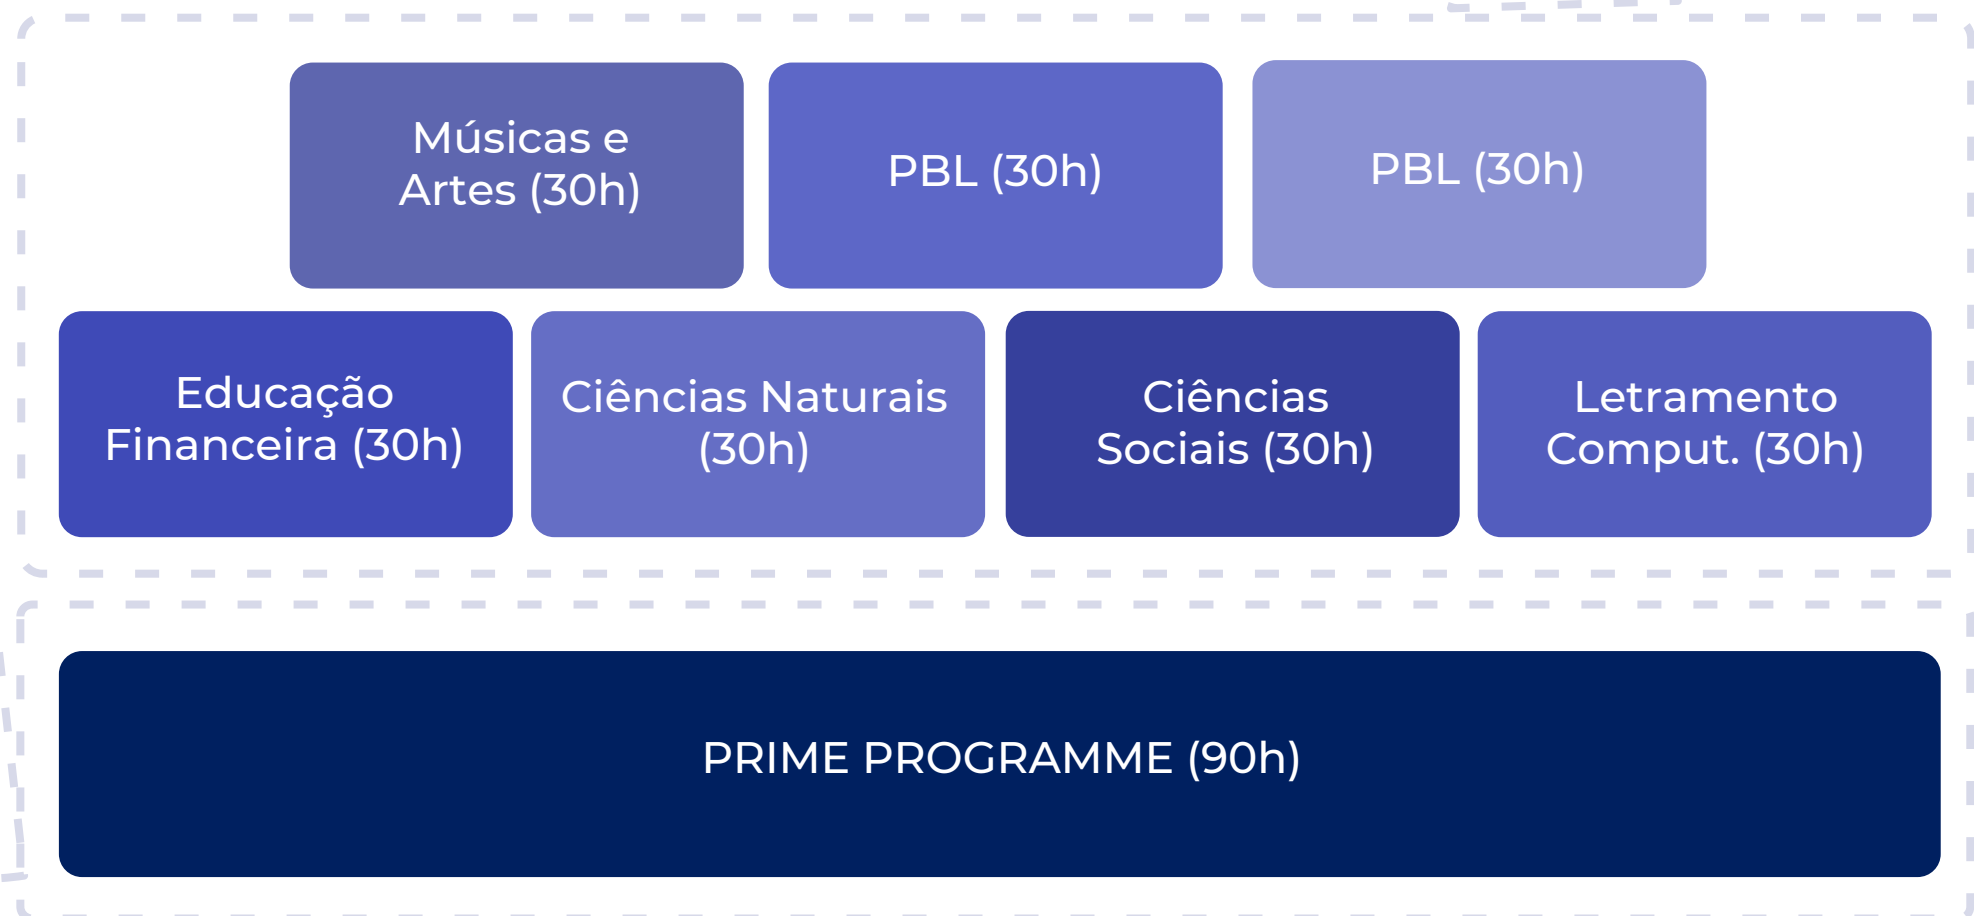 Músicas e
Artes (30h)
PBL (30h)
PBL (30h)
Educação
Financeira (30h)
Ciências Naturais
(30h)
Ciências
Sociais (30h)
Letramento
Comput. (30h)
PRIME PROGRAMME (90h)